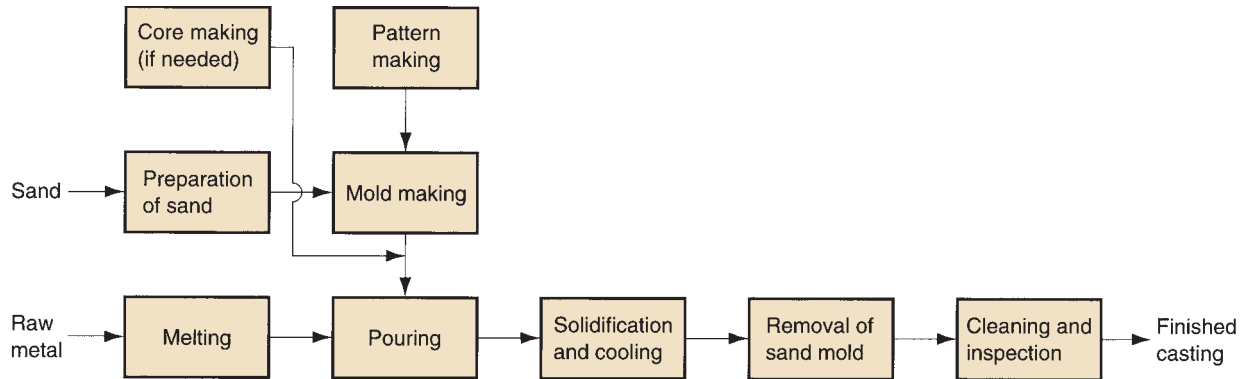 Core making
(if needed)
Pattern
making
Sand
Preparation
of sand
Mold making
Raw
metal
Melting
Pouring
Solidification
and cooling
Removal of
sand mold
Cleaning and
inspection
Finished
casting